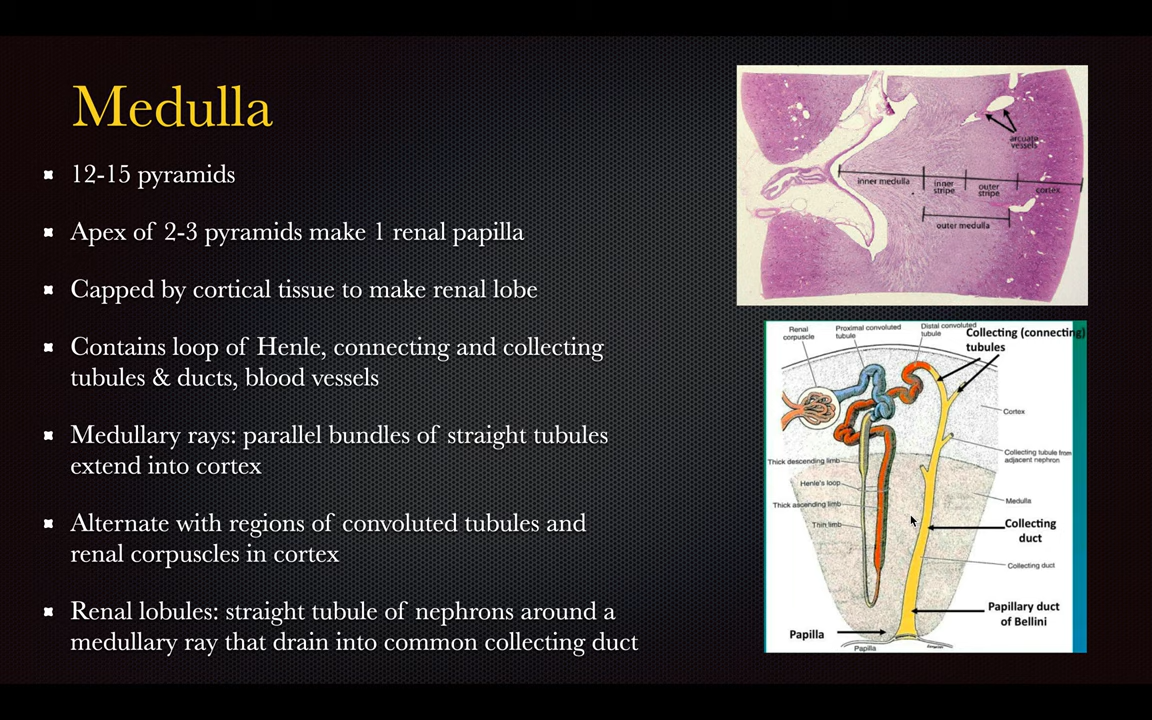 Medulla
12-15 pyramids
Apex of 2-3 pyramids make 1 renal papilla
Capped by cortical tissue to make renal lobe
Contains loop of Henle, connecting and collecting
tubules & ducts, blood vessels
Medullary rays: parallel bundles of straight tubules
extend into cortex
Alternate with regions of convoluted tubules and
renal corpuscles in cortex
Renal lobules: straight tubule of nephrons around a
medullary ray that drain into common collecting duct
arcuate
vessels
inner medulla
inner
stripe
outer
stripe
cortex
outer medulla
Renal
corpuscle
Proximal convoluted
tubule
Distal convoluted
tubule
Collecting (connecting)
tubules
Cortex
Collecting tubule from
adjacent nephron
Thick descending limb
Henle's loop
Thick ascending limb
Thin limb
Medulla
Collecting
duct
Collecting duct
Papillary duct
of Bellini
Papilla
Papilla